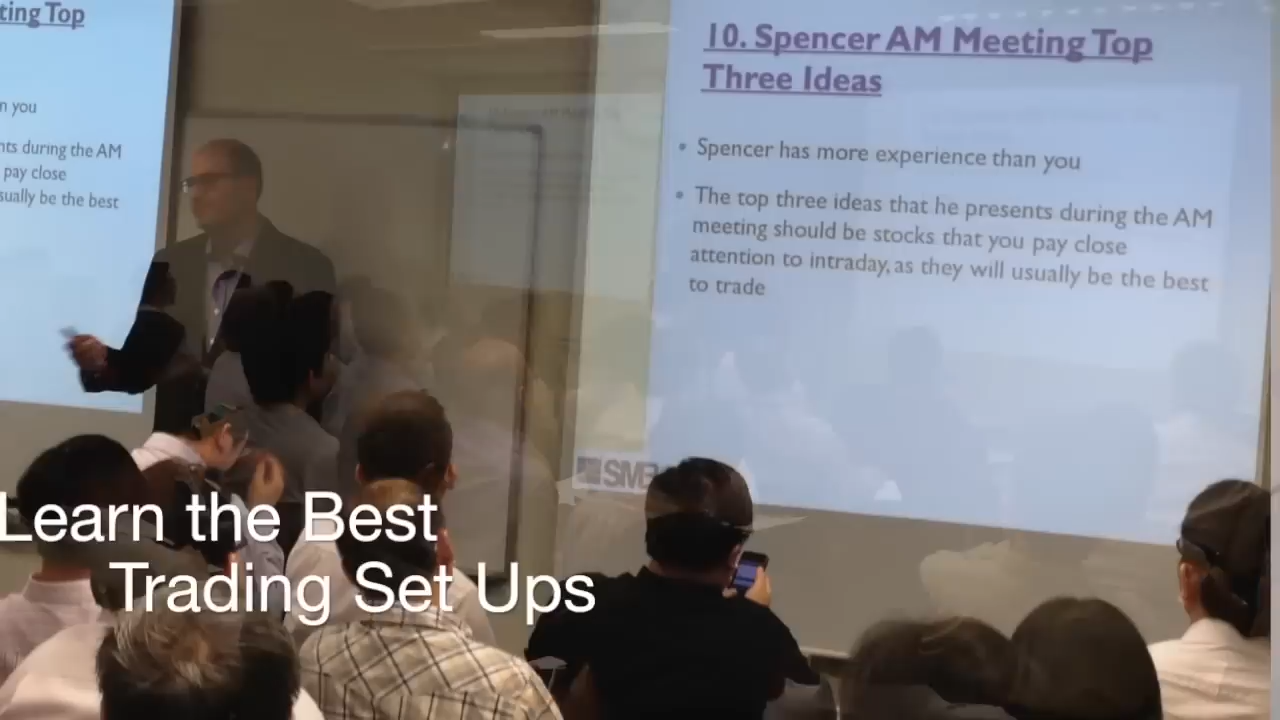 ting Top
n you
nts during the AM
pay close
sually be the best
10. Spencer AM Meeting Top
Three Ideas
• Spencer has more experience than you
• The top three ideas that he presents during the AM
meeting should be stocks that you pay close
attention to intraday, as they will usually be the best
to trade
SMB
Learn the Best
Trading Set Ups